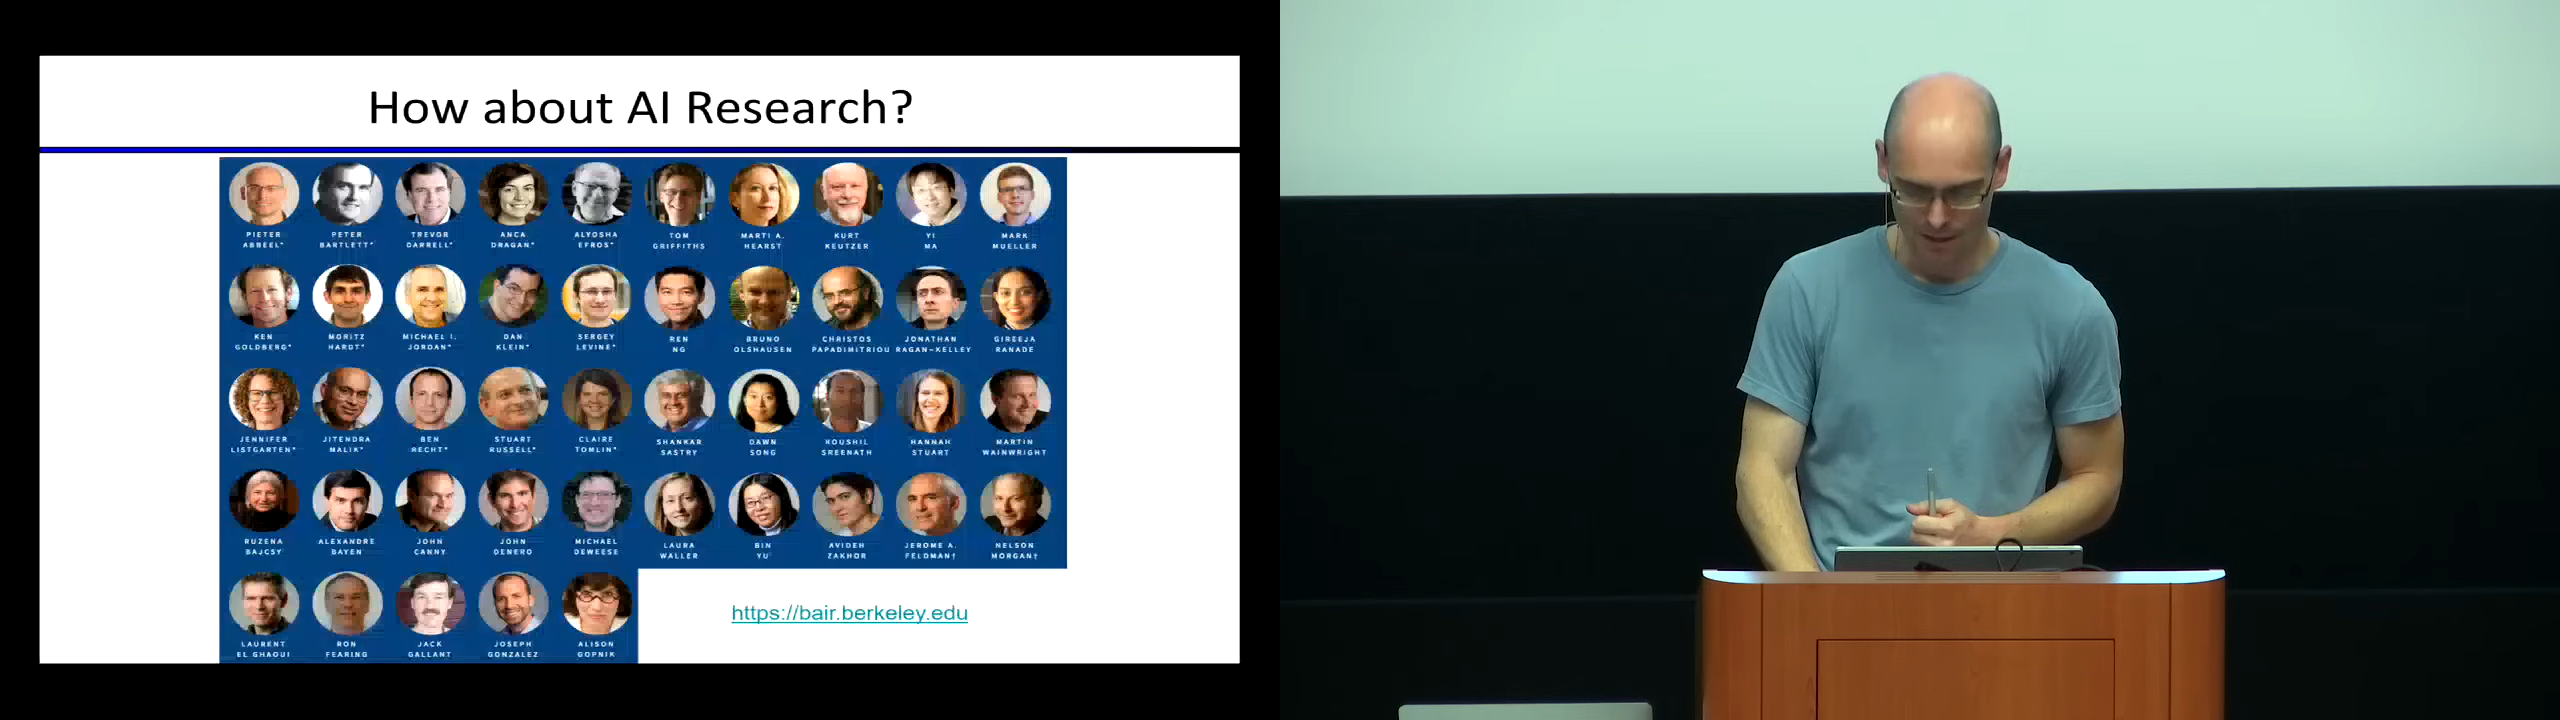 How about AI Research?
PIETER ABBEEL*
PETER BARTLETT*
TREVOR DARRELL*
ANCA DRAGAN*
ALYOSHA EFROS*
TOM GRIFFITHS
MARTI A. HEARST
KURT KEUTZER
YI MA
MARK MUELLER
KEN GOLDBERG*
MORITZ HARDT*
MICHAEL I. JORDAN*
DAN KLEIN*
SERGEY LEVINE*
REN NG
BRUNO OLSHAUSEN
CHRISTOS PAPADIMITRIOU
JONATHAN RAGAN-KELLEY
GIREEJA RANADE
JENNIFER LISTGARTEN*
JITENDRA MALIK*
BEN RECHT*
STUART RUSSELL*
CLAIRE TOMLIN*
SHANKAR SASTRY
DAWN SONG
KOUSHIL SREENATH
HANNAH STUART
MARTIN WAINWRIGHT
RUZENA BAJCSY
ALEXANDRE BAYEN
JOHN CANNY
JOHN DENERO
MICHAEL DEWEESE
LAURA WALLER
BIN YU
AVIDEH ZAKHOR
JEROME A. FELDMAN†
NELSON MORGAN†
LAURENT EL GHAOUI
RON FEARING
JACK GALLANT
JOSEPH GONZALEZ
ALISON GOPNIK
https://bair.berkeley.edu